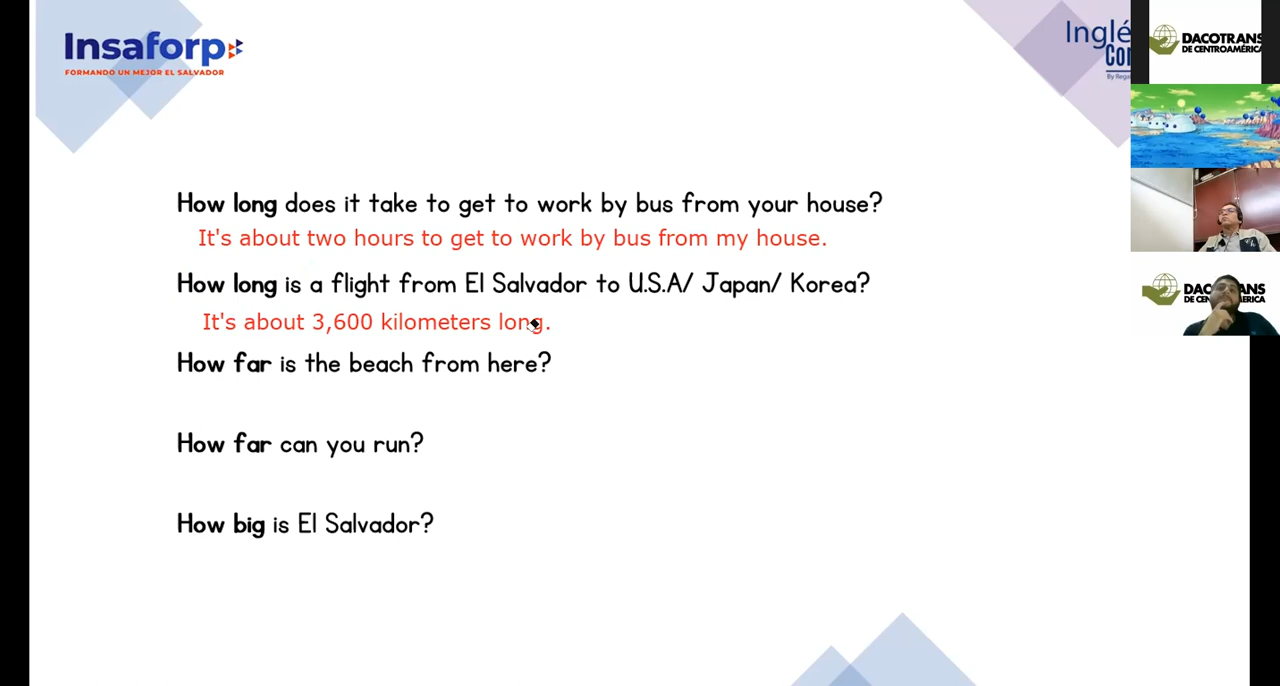 Insaforp
FORMANDO UN MEJOR EL SALVADOR
Inglé
DACOTRANS
DE CENTROAMÉRICA
How long does it take to get to work by bus from your house?
It's about two hours to get to work by bus from my house.
How long is a flight from El Salvador to U.S.A/ Japan/ Korea?
It's about 3,600 kilometers long.
How far is the beach from here?
How far can you run?
How big is El Salvador?